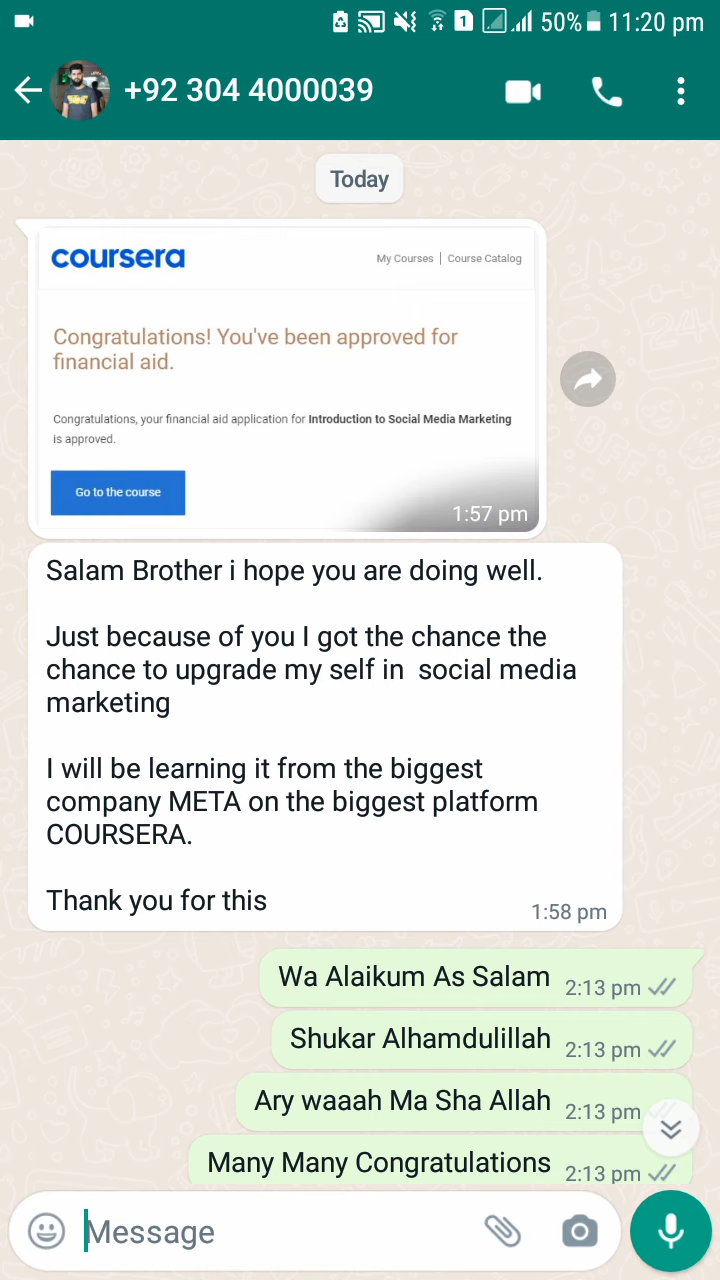 1 50% 11:20 pm
+92 304 4000039
Today
coursera
My Courses | Course Catalog
Congratulations! You've been approved for
financial aid.
Congratulations, your financial aid application for Introduction to Social Media Marketing
is approved.
Go to the course
1:57 pm
Salam Brother i hope you are doing well.
Just because of you I got the chance the
chance to upgrade my self in  social media
marketing
I will be learning it from the biggest
company META on the biggest platform
COURSERA.
Thank you for this
1:58 pm
Wa Alaikum As Salam 2:13 pm
Shukar Alhamdulillah 2:13 pm
Ary waaah Ma Sha Allah 2:13 pm
Many Many Congratulations 2:13 pm
Message